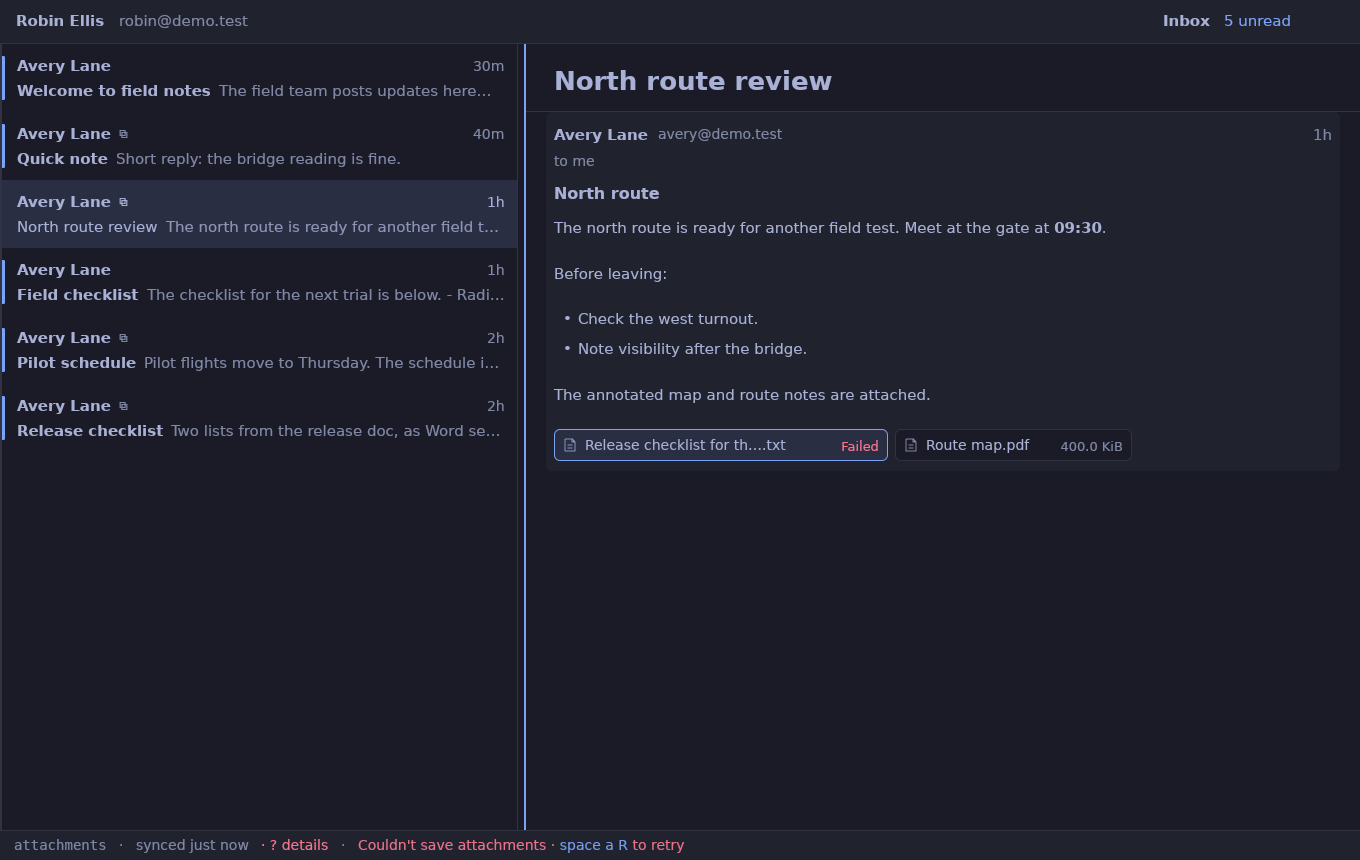 Robin Ellis robin@demo.test Inbox 5 unread
Avery Lane 30m
Welcome to field notes The field team posts updates here…
Avery Lane 40m
Quick note Short reply: the bridge reading is fine.
Avery Lane 1h
North route review The north route is ready for another field t…
Avery Lane 1h
Field checklist The checklist for the next trial is below. - Radi…
Avery Lane 2h
Pilot schedule Pilot flights move to Thursday. The schedule i…
Avery Lane 2h
Release checklist Two lists from the release doc, as Word se…
North route review
Avery Lane avery@demo.test 1h
to me
North route
The north route is ready for another field test. Meet at the gate at 09:30.
Before leaving:
• Check the west turnout.
• Note visibility after the bridge.
The annotated map and route notes are attached.
Release checklist for th….txt Failed Route map.pdf 400.0 KiB
attachments · synced just now · ? details · Couldn't save attachments · space a R to retry